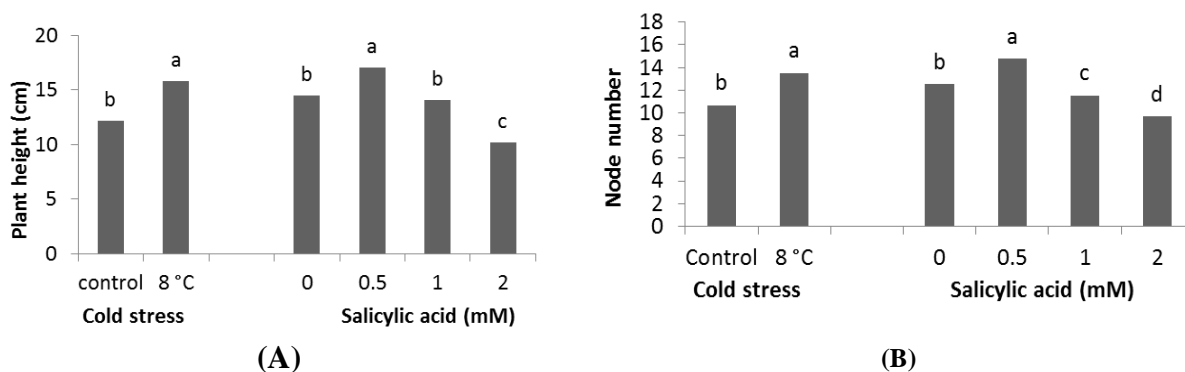 20
15
10
5
0
Plant height (cm)
b
a
b
a
b
c
control 8 °C 0 0.5 1 2
Cold stress Salicylic acid (mM)
(A)
18
16
14
12
10
8
6
4
2
0
Node number
b
a
b
a
c
d
Control 8 °C 0 0.5 1 2
Cold stress Salicylic acid (mM)
(B)